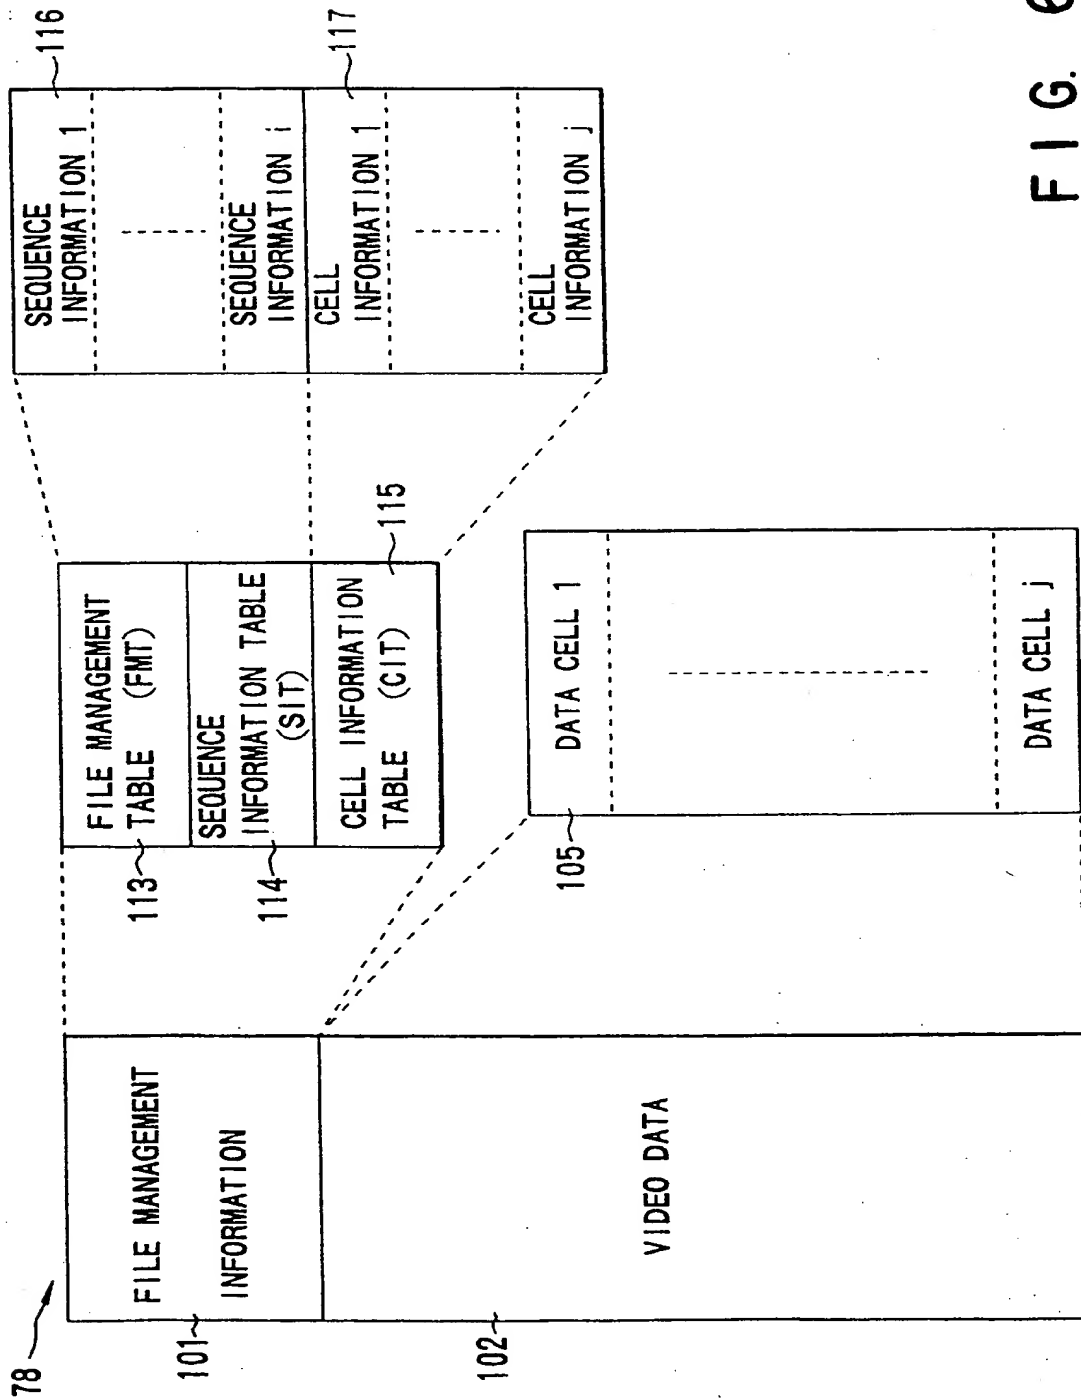 78
101
FILE MANAGEMENT
INFORMATION
102
VIDEO DATA
113
FILE MANAGEMENT
TABLE (FMT)
114
SEQUENCE
INFORMATION TABLE
(SIT)
CELL INFORMATION
TABLE (CIT)
115
105
DATA CELL 1
DATA CELL j
SEQUENCE
INFORMATION 1
116
SEQUENCE
INFORMATION i
CELL
INFORMATION 1
117
CELL
INFORMATION j
FIG.